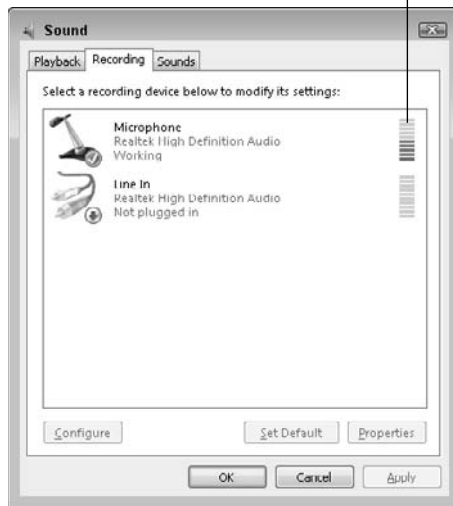 Sound
Playback Recording Sounds
Select a recording device below to modify its settings:
Microphone
Realtek High Definition Audio
Working
Line In
Realtek High Definition Audio
Not plugged in
Configure Set Default Properties
OK Cancel Apply